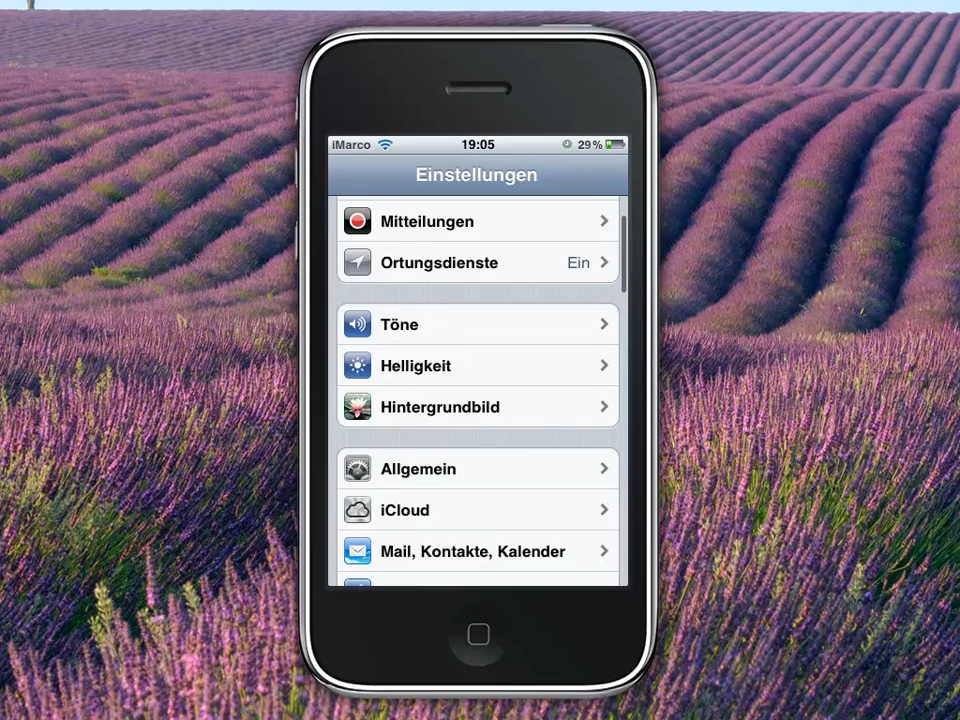 iMarco 19:05 29%
Einstellungen
Mitteilungen
Ortungsdienste Ein
Töne
Helligkeit
Hintergrundbild
Allgemein
iCloud
Mail, Kontakte, Kalender